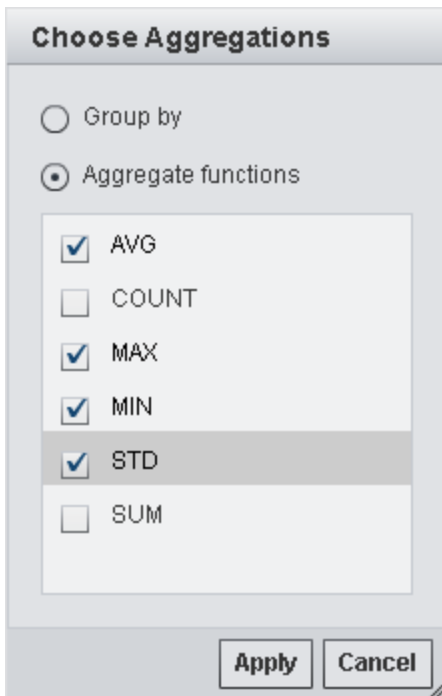 Choose Aggregations
Group by
Aggregate functions
AVG
COUNT
MAX
MIN
STD
SUM
Apply Cancel